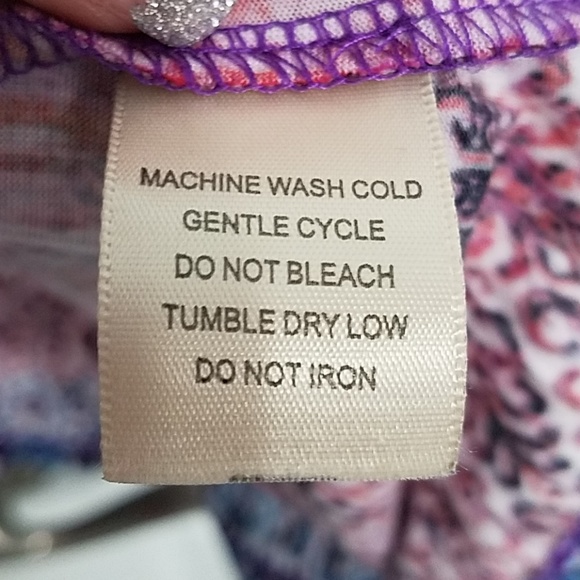 MACHINE WASH COLD
GENTLE CYCLE
DO NOT BLEACH
TUMBLE DRY LOW
DO NOT IRON